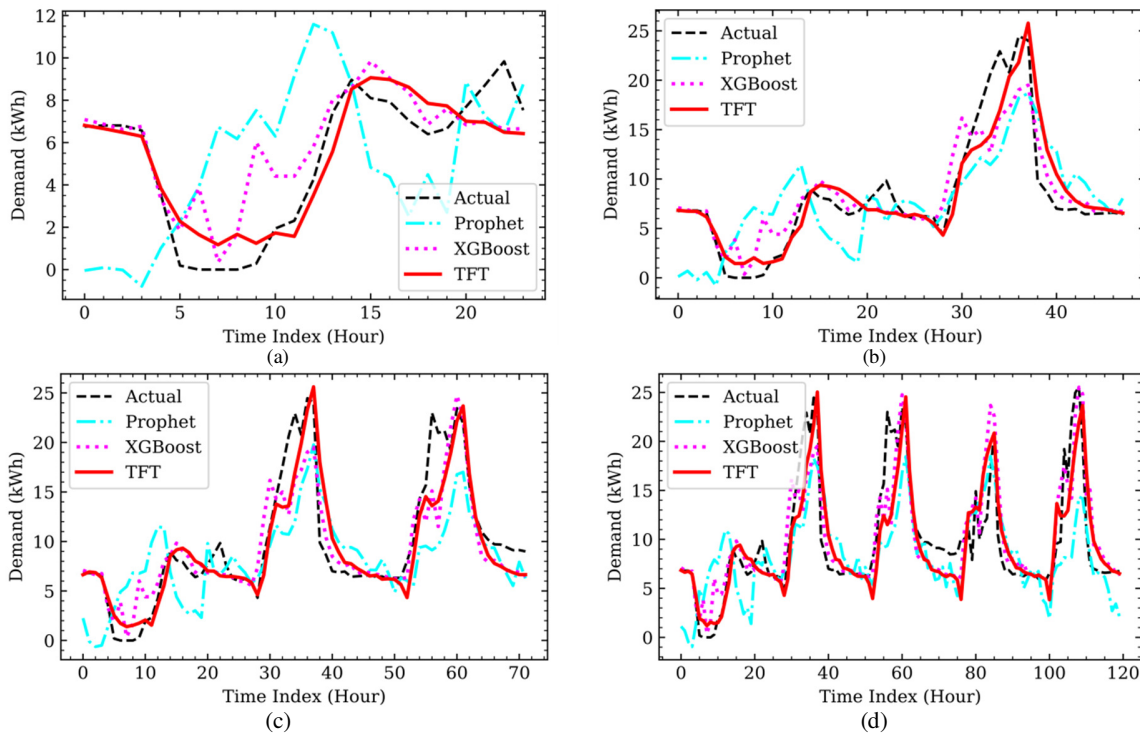 12
10
8
6
4
2
0
Demand (kWh)
Actual
Prophet
XGBoost
TFT
0 5 10 15 20
Time Index (Hour)
(a)
25
20
15
10
5
0
Demand (kWh)
Actual
Prophet
XGBoost
TFT
0 10 20 30 40
Time Index (Hour)
(b)
25
20
15
10
5
0
Demand (kWh)
Actual
Prophet
XGBoost
TFT
0 10 20 30 40 50 60 70
Time Index (Hour)
(c)
25
20
15
10
5
0
Demand (kWh)
Actual
Prophet
XGBoost
TFT
0 20 40 60 80 100 120
Time Index (Hour)
(d)